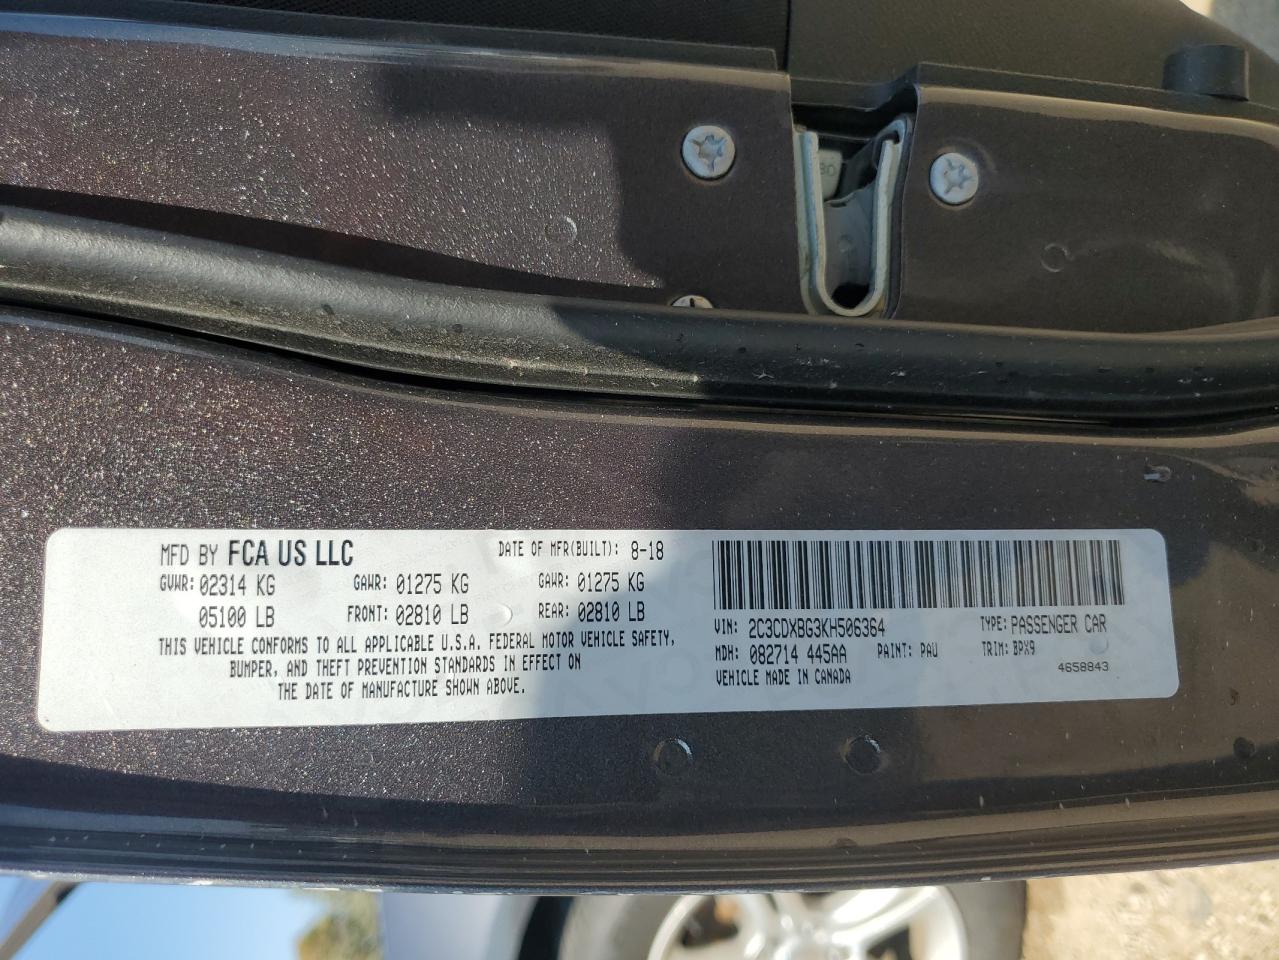 MFD BY FCA US LLC DATE OF MFR(BUILT): 8-18
GVWR: 02314 KG GAWR: 01275 KG GAWR: 01275 KG
05100 LB FRONT: 02810 LB REAR: 02810 LB
THIS VEHICLE CONFORMS TO ALL APPLICABLE U.S.A. FEDERAL MOTOR VEHICLE SAFETY,
BUMPER, AND THEFT PREVENTION STANDARDS IN EFFECT ON
THE DATE OF MANUFACTURE SHOWN ABOVE.
VIN: 2C3CDXBG3KH506364 TYPE: PASSENGER CAR
MDH: 082714 445AA PAINT: PAU TRIM: BPX9
VEHICLE MADE IN CANADA 4658843